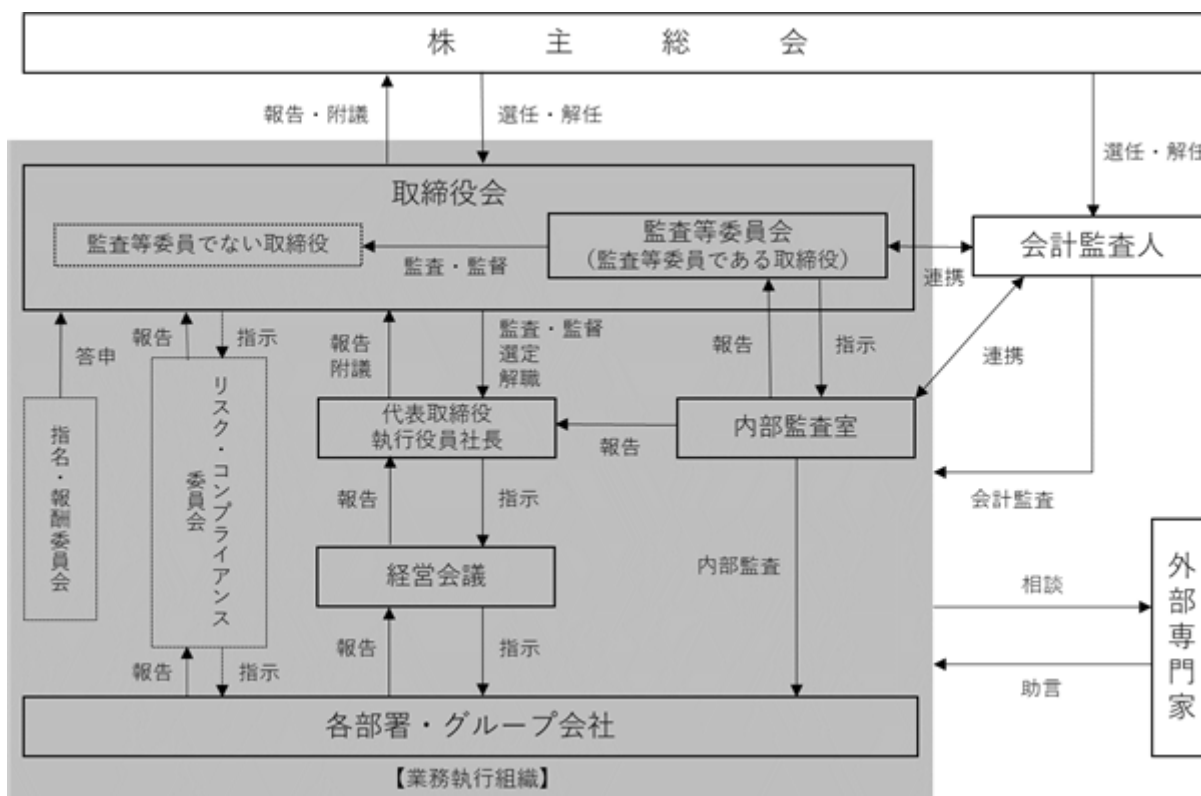 株主総会
報告・附議
選任・解任
選任・解任
取締役会
監査等委員でない取締役
監査・監督
監査等委員会
（監査等委員である取締役）
連携
会計監査人
答申
報告
指示
報告
附議
監査・監督
選定
解職
報告
指示
連携
指名・報酬委員会
リスク・コンプライアンス
委員会
代表取締役
執行役員社長
報告
内部監査室
報告
指示
会計監査
経営会議
内部監査
相談
外部専門家
助言
報告
指示
報告
指示
各部署・グループ会社
【業務執行組織】